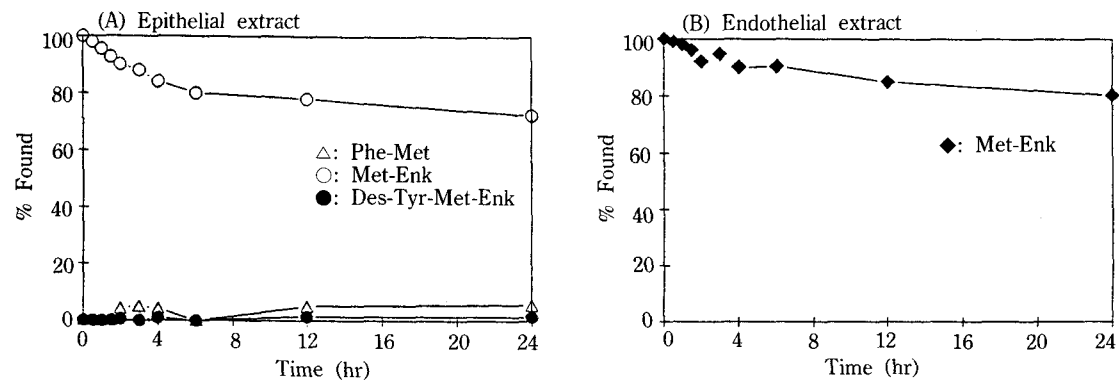 (A) Epithelial extract
100
80
60
40
20
0
% Found
△: Phe-Met
○: Met-Enk
●: Des-Tyr-Met-Enk
0 4 8 12 16 20 24
Time (hr)
(B) Endothelial extract
100
80
60
40
20
0
% Found
◆: Met-Enk
0 4 8 12 16 20 24
Time (hr)